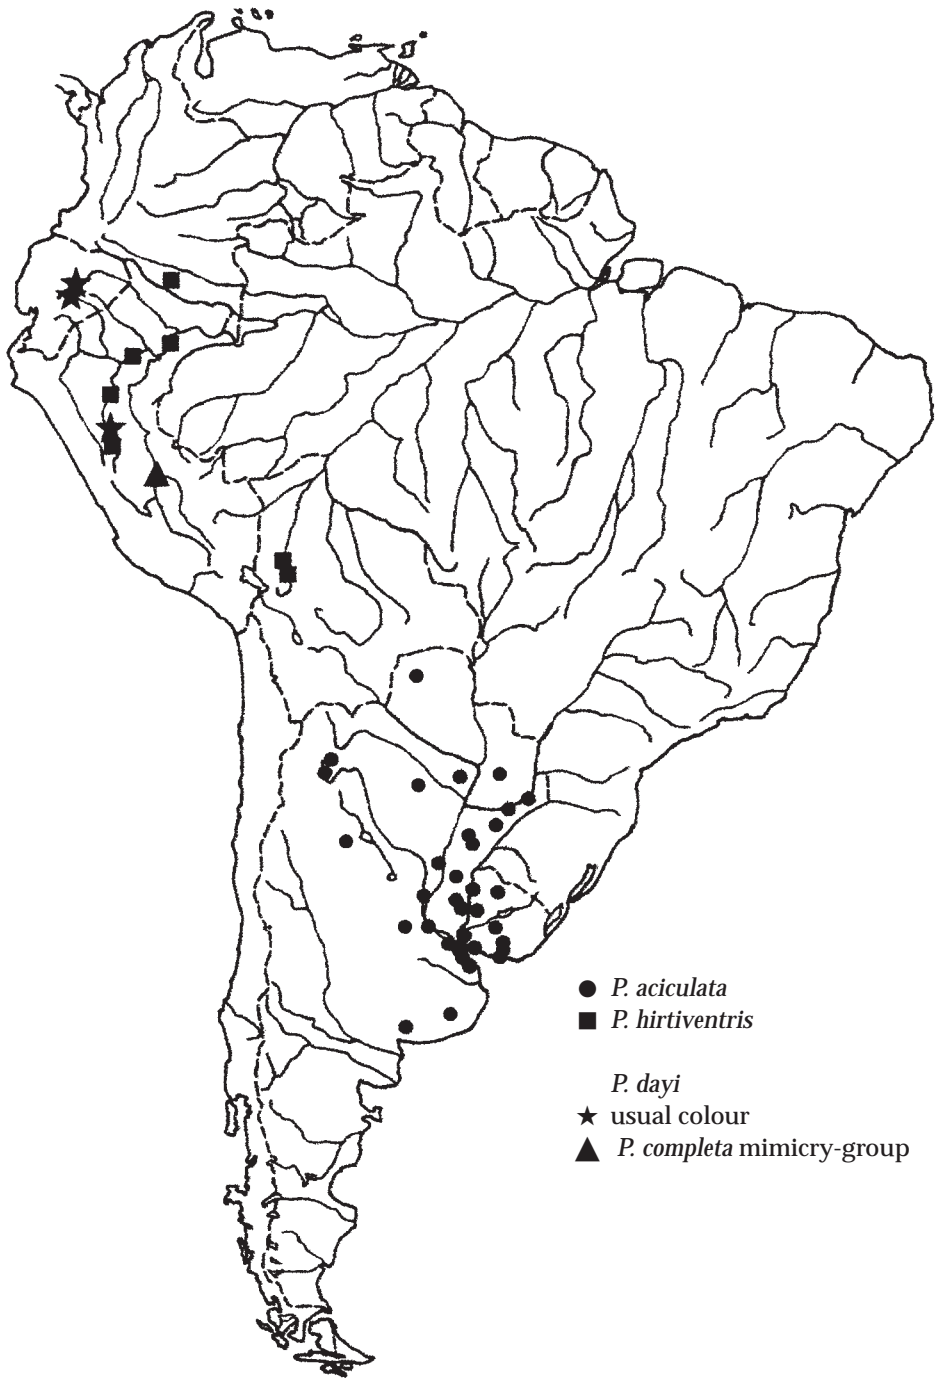 P. aciculata
P. hirtiventris
P. dayi
usual colour
P. completa mimicry-group